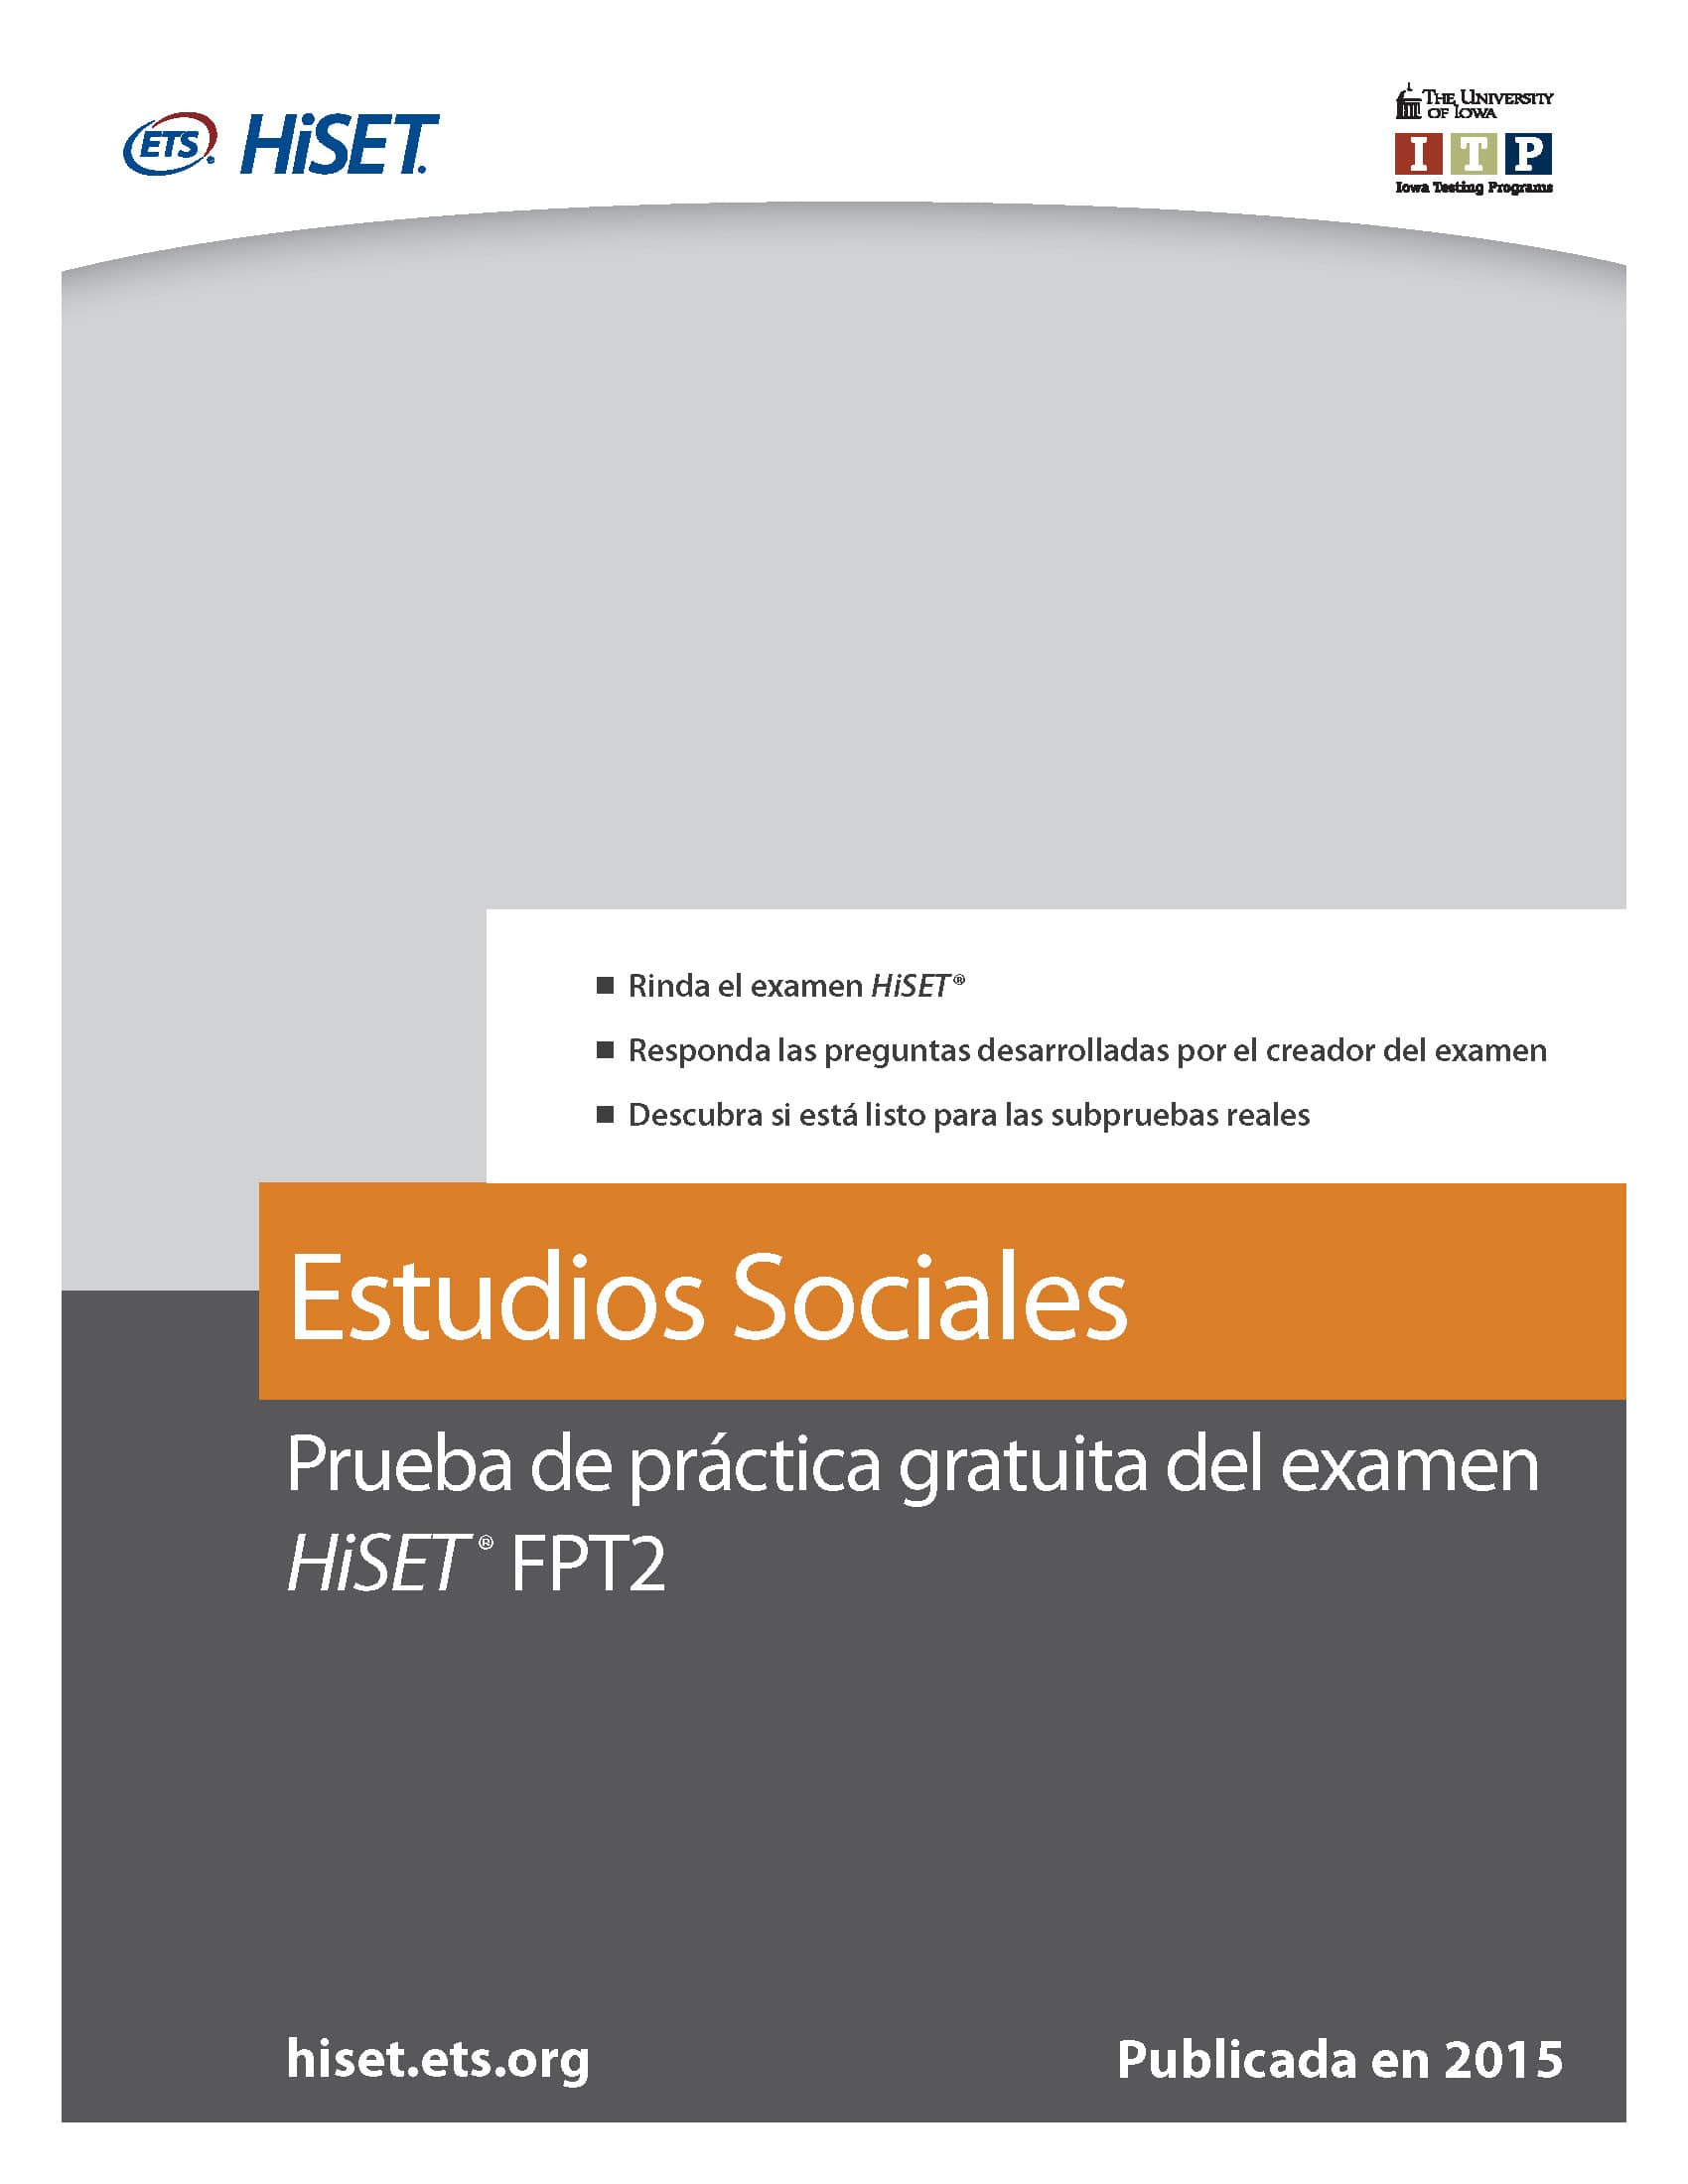 ETS® HiSET®
THE UNIVERSITY
OF IOWA
ITP
Iowa Testing Programs
■ Rinda el examen HiSET®
■ Responda las preguntas desarrolladas por el creador del examen
■ Descubra si está listo para las subpruebas reales
Estudios Sociales
Prueba de práctica gratuita del examen
HiSET® FPT2
hiset.ets.org
Publicada en 2015